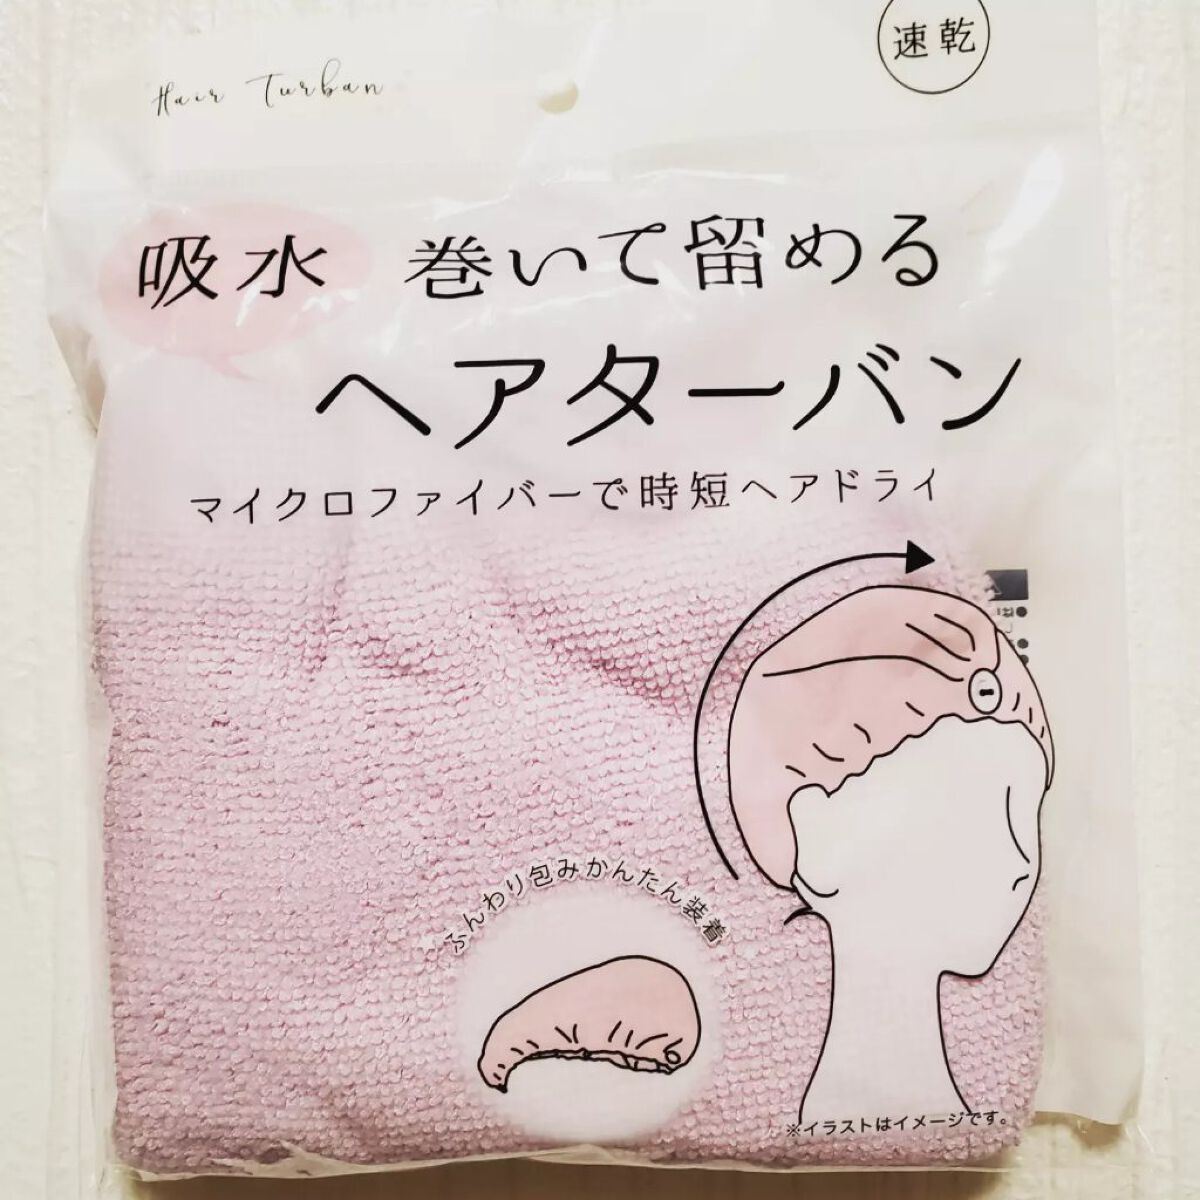 Hair Turban
速乾
吸水 巻いて留める
ヘアターバン
マイクロファイバーで時短ヘアドライ
ふんわり包みかんたん装着
※イラストはイメージです。